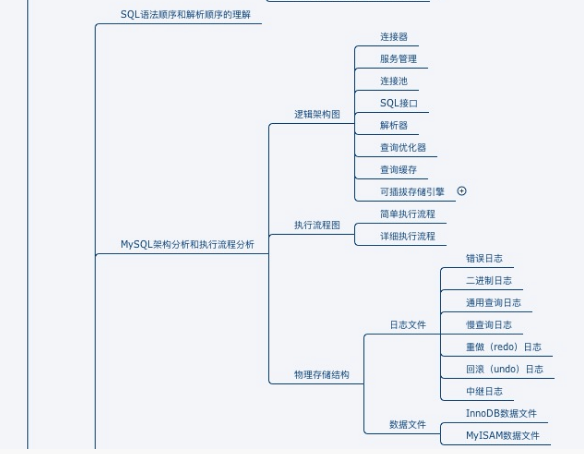 SQL语法顺序和解析顺序的理解
连接器
服务管理
连接池
SQL接口
逻辑架构图
解析器
查询优化器
查询缓存
可插拔存储引擎
简单执行流程
执行流程图
详细执行流程
MySQL架构分析和执行流程分析
错误日志
二进制日志
通用查询日志
日志文件
慢查询日志
重做（redo）日志
回滚（undo）日志
物理存储结构
中继日志
InnoDB数据文件
数据文件
MyISAM数据文件